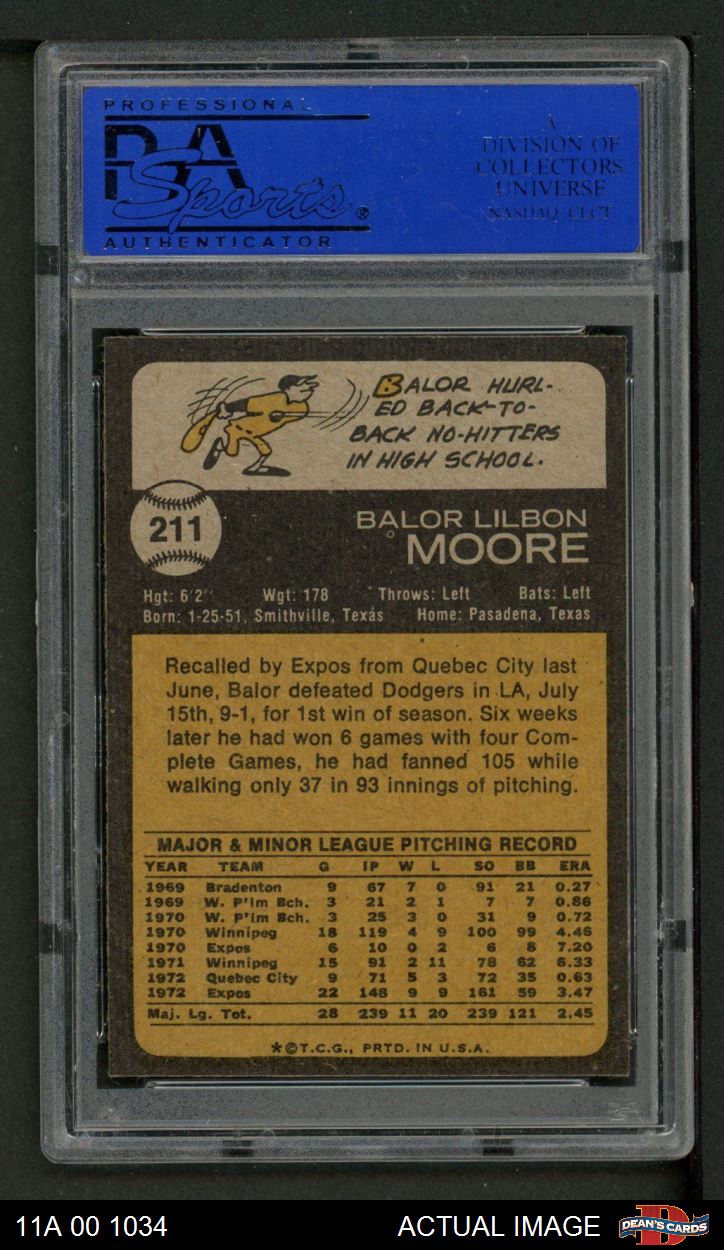 PROFESSIONAL
PSA
Sports®
AUTHENTICATOR
A
DIVISION OF
COLLECTORS
UNIVERSE
NASDAQ: CLCT
BALOR HURL-
ED BACK-TO-
BACK NO-HITTERS
IN HIGH SCHOOL.
211
BALOR LILBON
MOORE
Hgt: 6'2" Wgt: 178 Throws: Left Bats: Left
Born: 1-25-51, Smithville, Texas Home: Pasadena, Texas
Recalled by Expos from Quebec City last
June, Balor defeated Dodgers in LA, July
15th, 9-1, for 1st win of season. Six weeks
later he had won 6 games with four Com-
plete Games, he had fanned 105 while
walking only 37 in 93 innings of pitching.
MAJOR & MINOR LEAGUE PITCHING RECORD
YEAR TEAM G IP W L SO BB ERA
1969 Bradenton 9 67 7 0 91 21 0.27
1969 W. P'lm Bch. 3 21 2 1 7 7 0.86
1970 W. P'lm Bch. 3 25 3 0 31 9 0.72
1970 Winnipeg 18 119 4 9 100 99 4.46
1970 Expos 6 10 0 2 6 8 7.20
1971 Winnipeg 15 91 2 11 78 62 6.33
1972 Quebec City 9 71 5 3 72 35 0.63
1972 Expos 22 148 9 9 161 59 3.47
Maj. Lg. Tot. 28 239 11 20 239 121 2.45
*©T.C.G., PRTD. IN U.S.A.
11A 00 1034 ACTUAL IMAGE DEAN'S CARDS